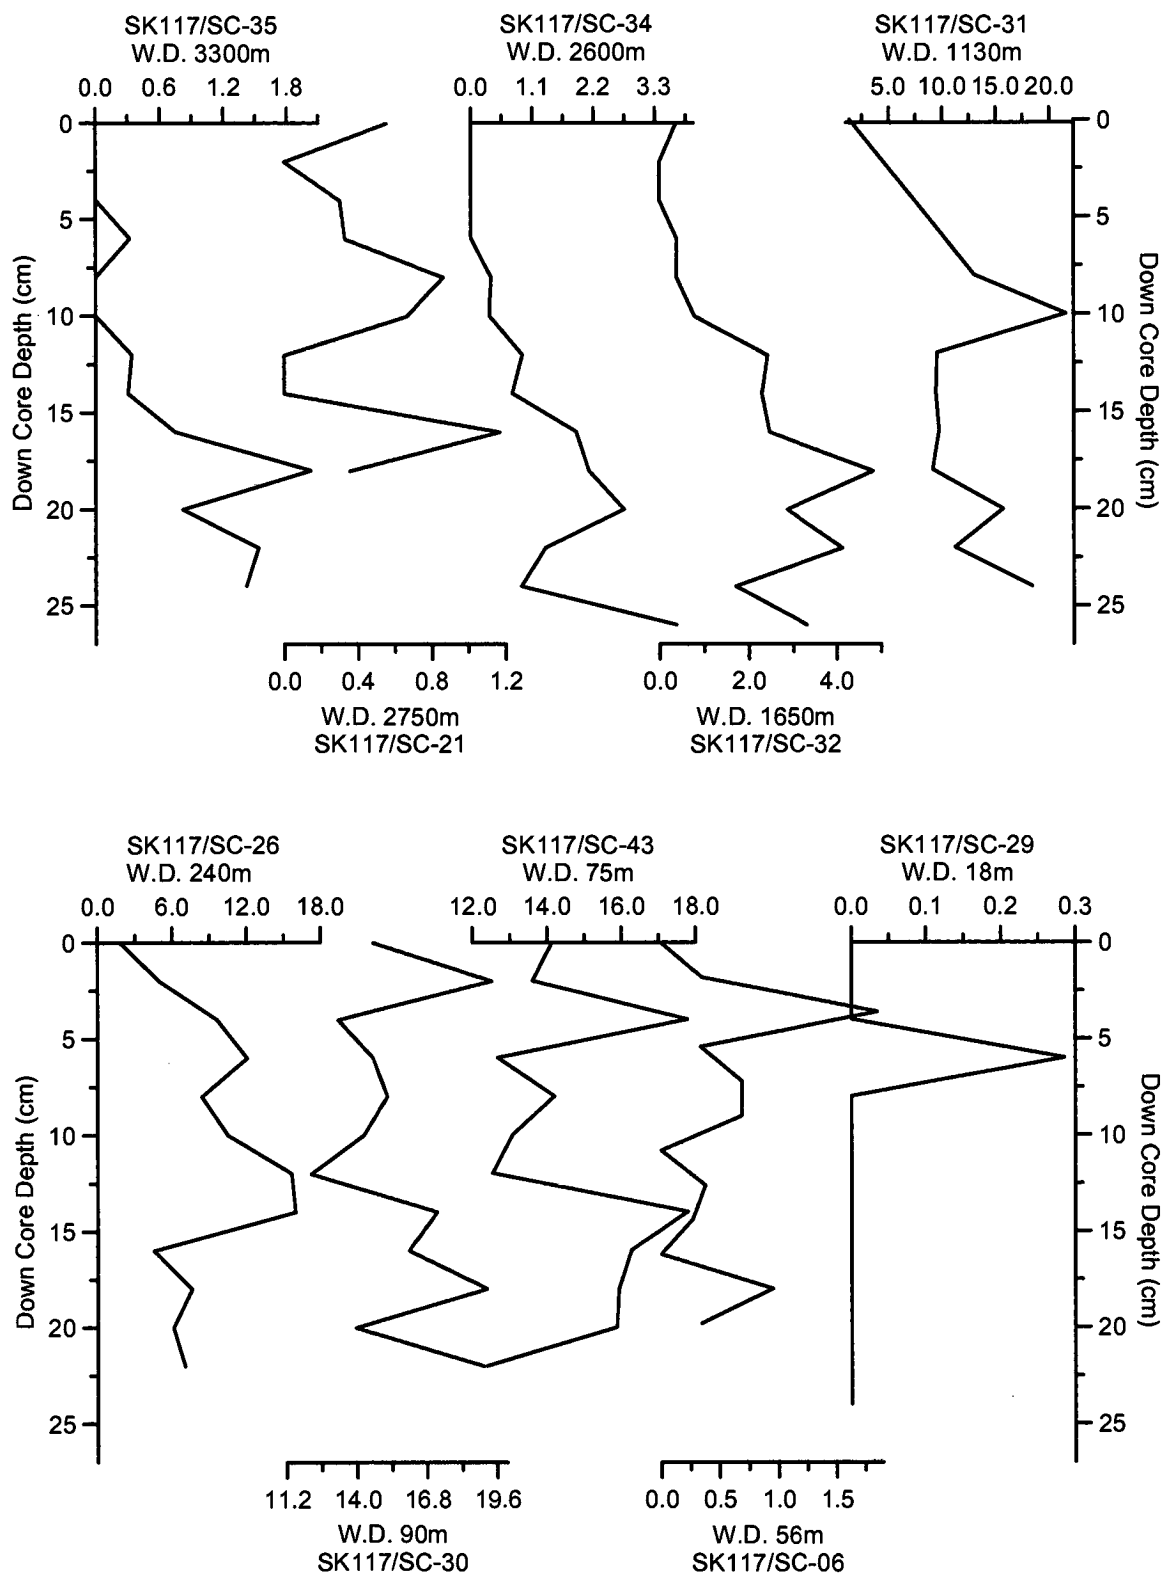 SK117/SC-35
W.D. 3300m
0.0 0.6 1.2 1.8
SK117/SC-34
W.D. 2600m
0.0 1.1 2.2 3.3
SK117/SC-31
W.D. 1130m
5.0 10.0 15.0 20.0
0
5
10
15
20
25
Down Core Depth (cm)
0
5
10
15
20
25
Down Core Depth (cm)
0.0 0.4 0.8 1.2
W.D. 2750m
SK117/SC-21
0.0 2.0 4.0
W.D. 1650m
SK117/SC-32
SK117/SC-26
W.D. 240m
0.0 6.0 12.0 18.0
SK117/SC-43
W.D. 75m
12.0 14.0 16.0 18.0
SK117/SC-29
W.D. 18m
0.0 0.1 0.2 0.3
0
5
10
15
20
25
Down Core Depth (cm)
0
5
10
15
20
25
Down Core Depth (cm)
11.2 14.0 16.8 19.6
W.D. 90m
SK117/SC-30
0.0 0.5 1.0 1.5
W.D. 56m
SK117/SC-06